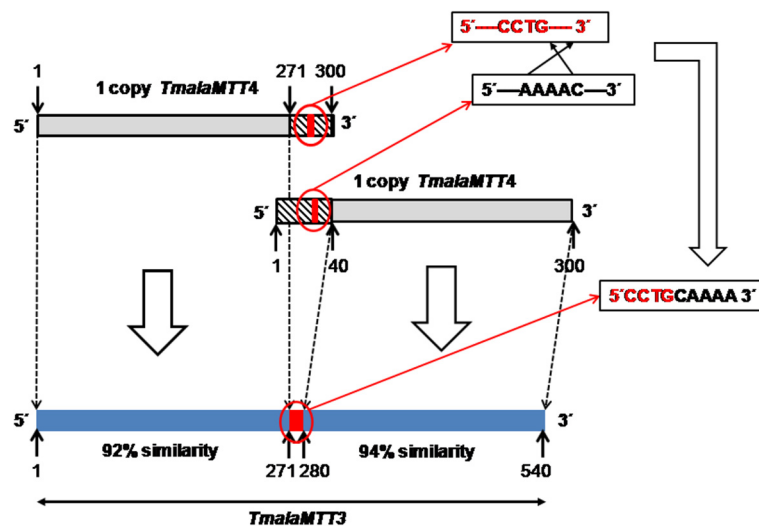 5´----CCTG---- 3´
5´----AAAAC----3´
1
271
300
1 copy TmalaMTT4
5´
3´
1 copy TmalaMTT4
5´
3´
1
40
300
5´CCTGCAAAA 3´
5´
3´
92% similarity
94% similarity
1
271
280
540
TmalaMTT3